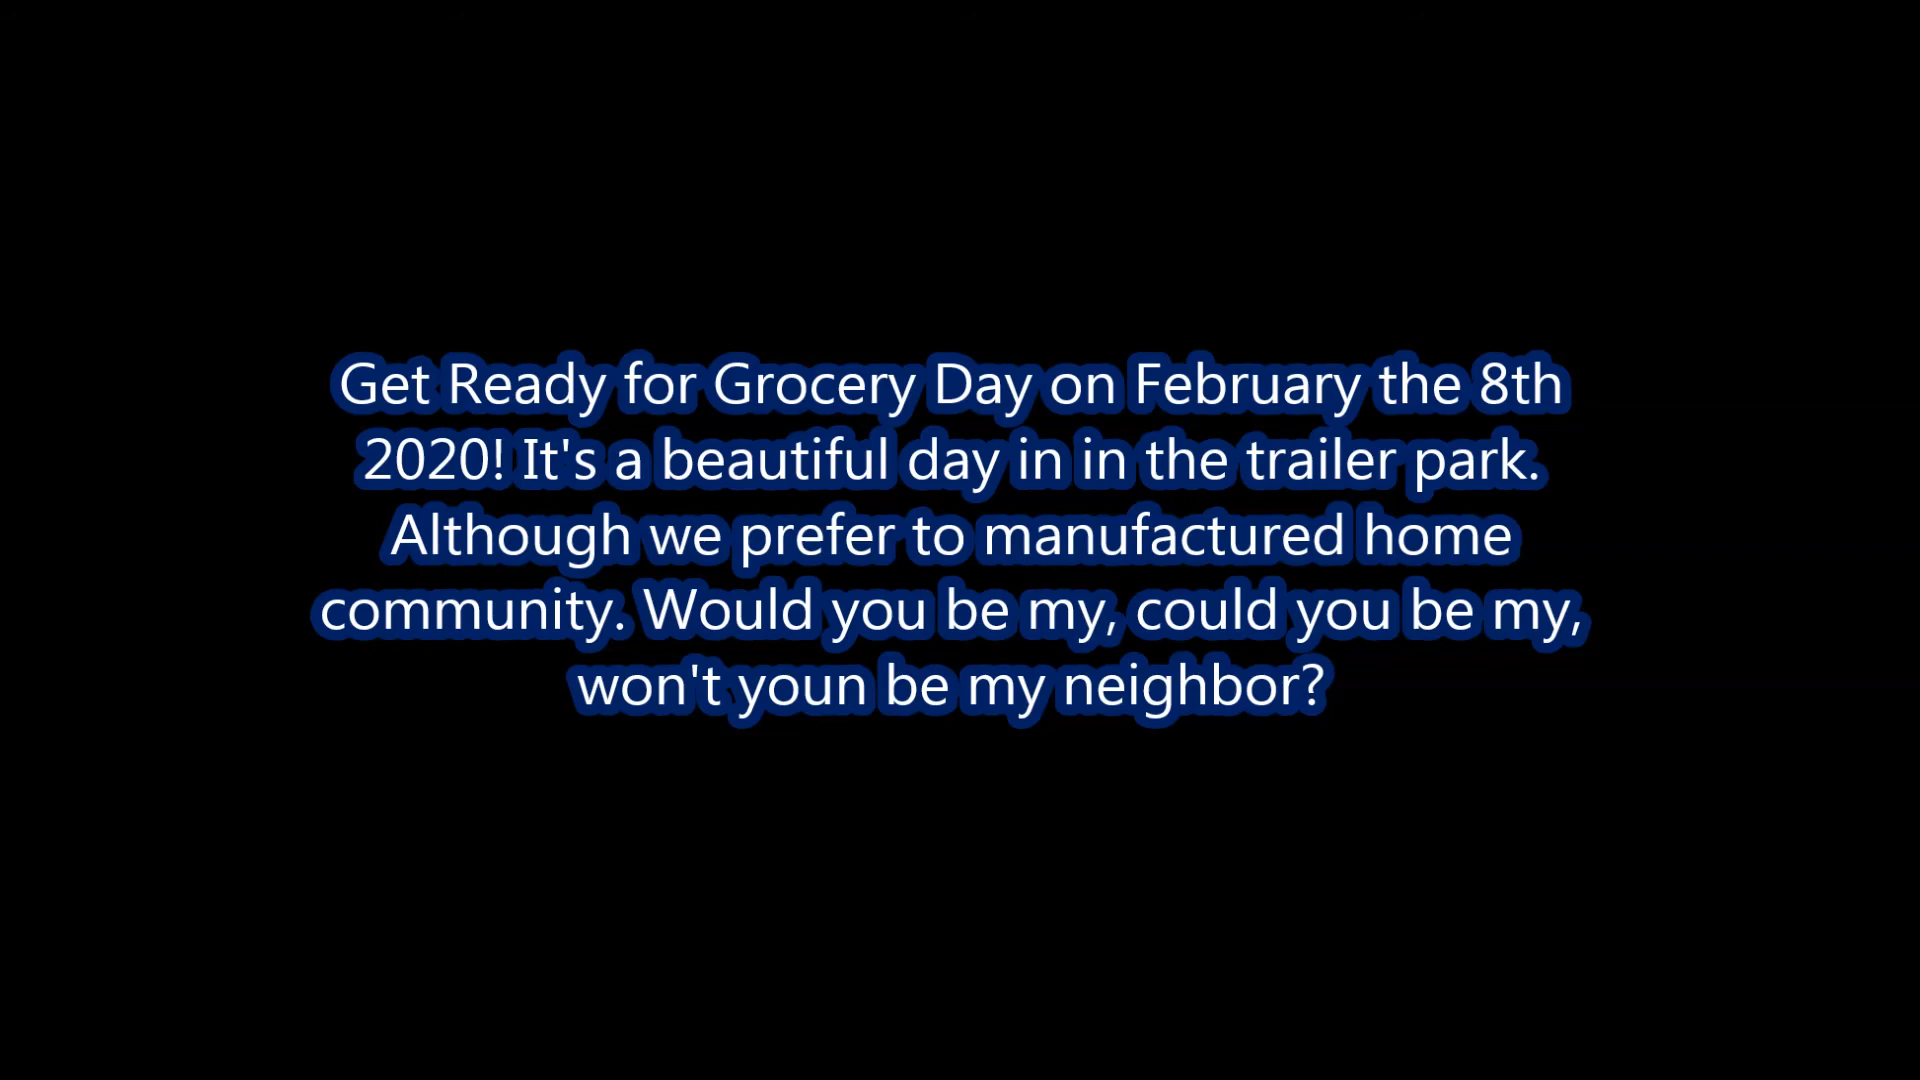 Get Ready for Grocery Day on February the 8th
2020! It's a beautiful day in in the trailer park.
Although we prefer to manufactured home
community. Would you be my, could you be my,
won't youn be my neighbor?